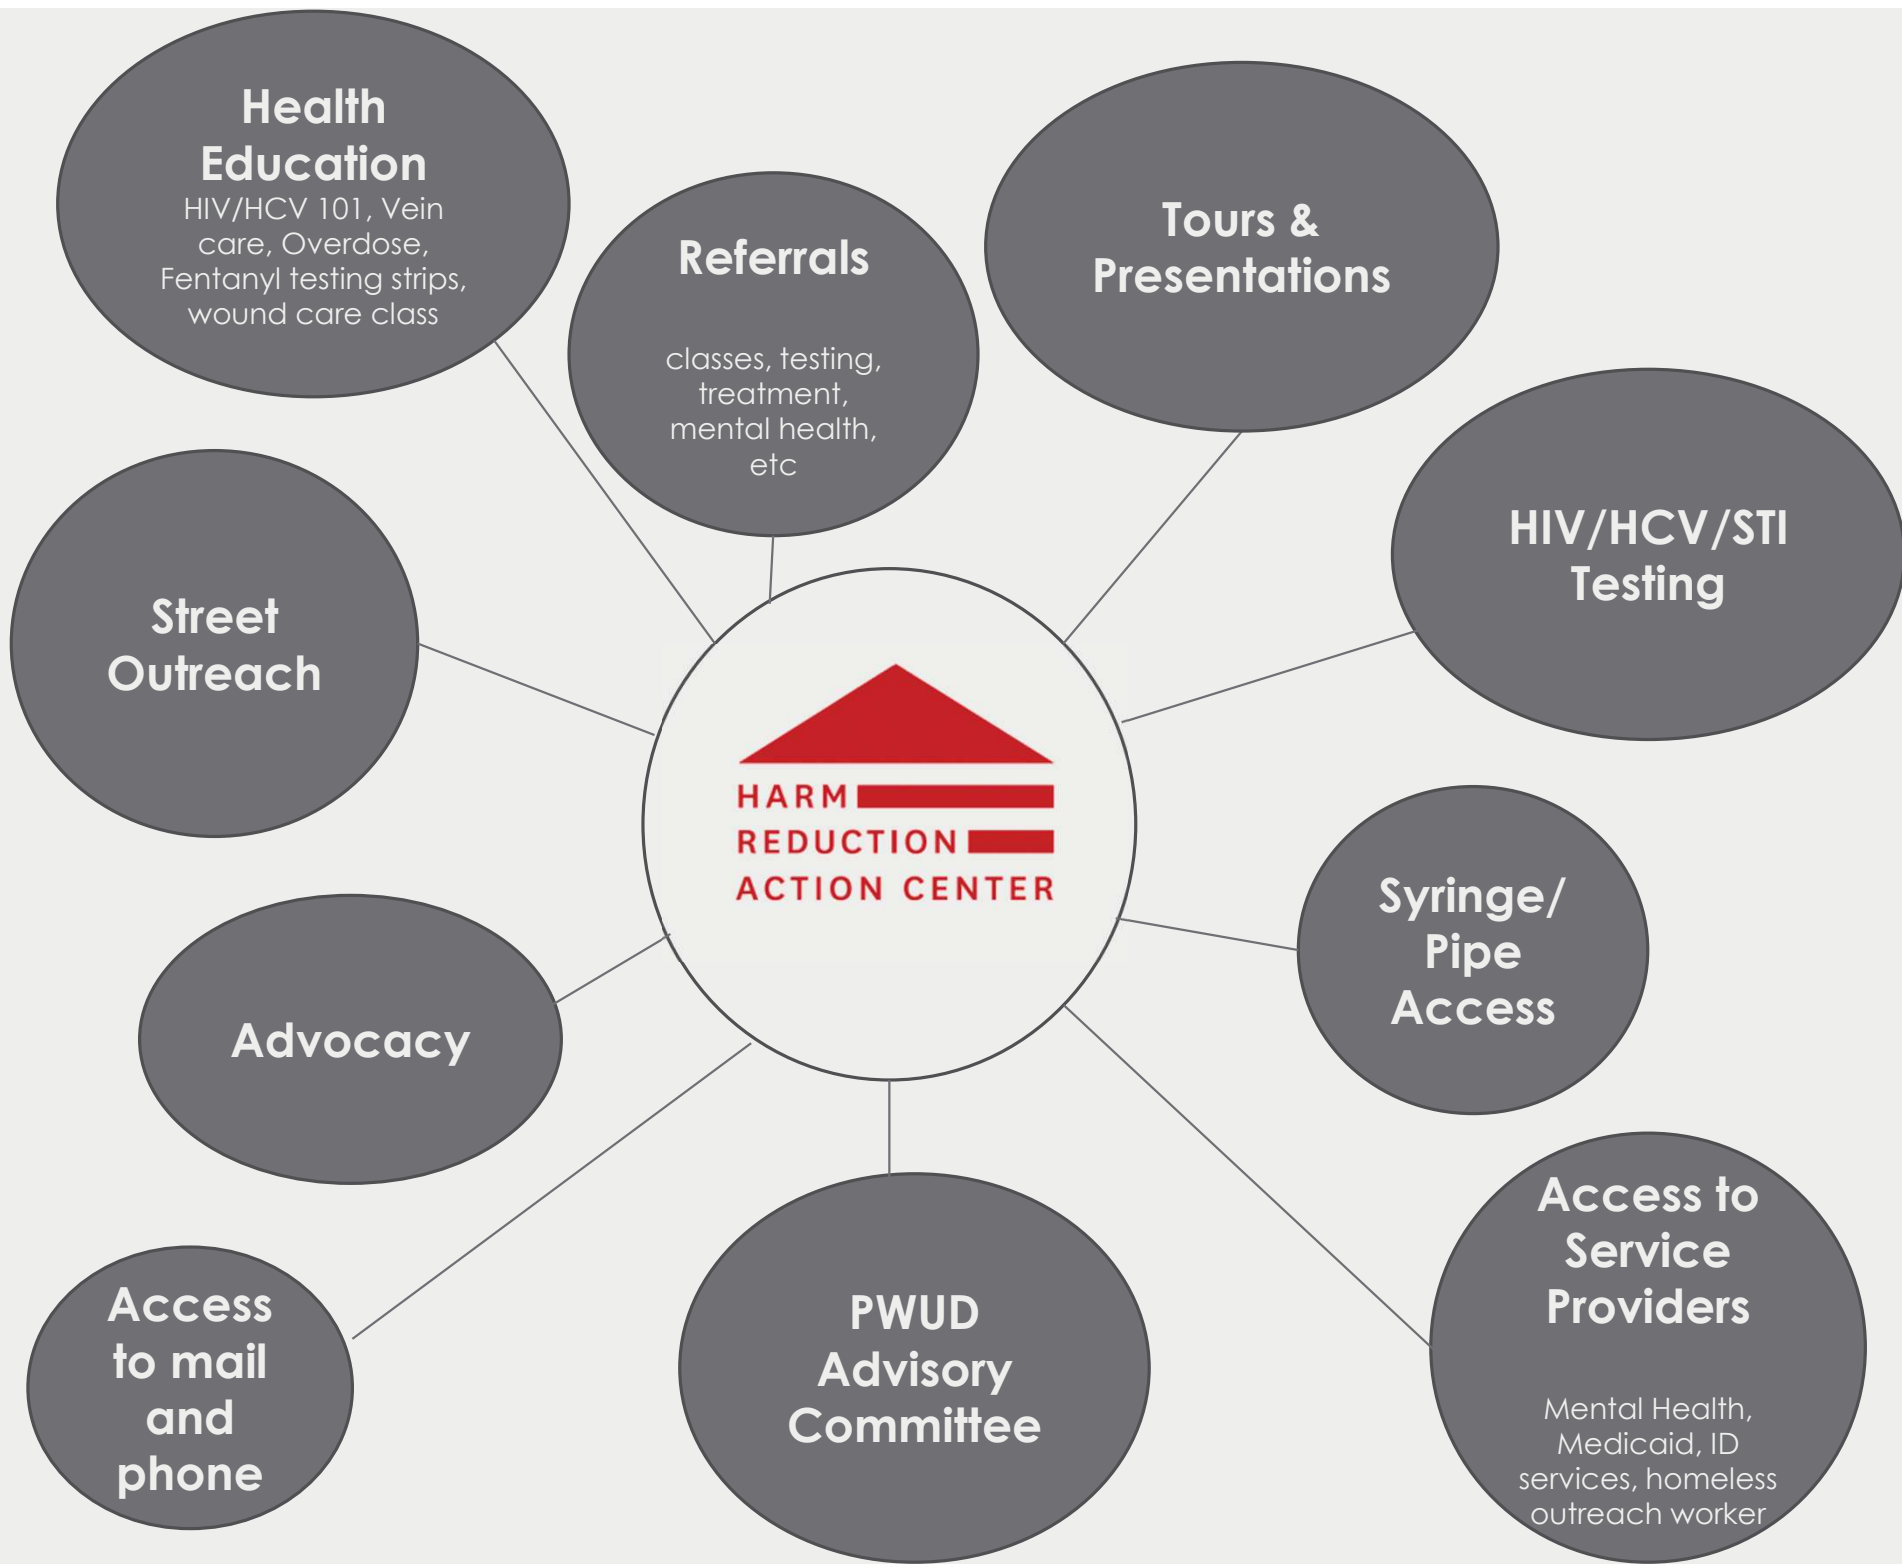 Health
Education
HIV/HCV 101, Vein
care, Overdose,
Fentanyl testing strips,
wound care class
Referrals
classes, testing,
treatment,
mental health,
etc
Tours &
Presentations
HIV/HCV/STI
Testing
Street
Outreach
HARM
REDUCTION
ACTION CENTER
Syringe/
Pipe
Access
Advocacy
Access
to mail
and
phone
PWUD
Advisory
Committee
Access to
Service
Providers
Mental Health,
Medicaid, ID
services, homeless
outreach worker